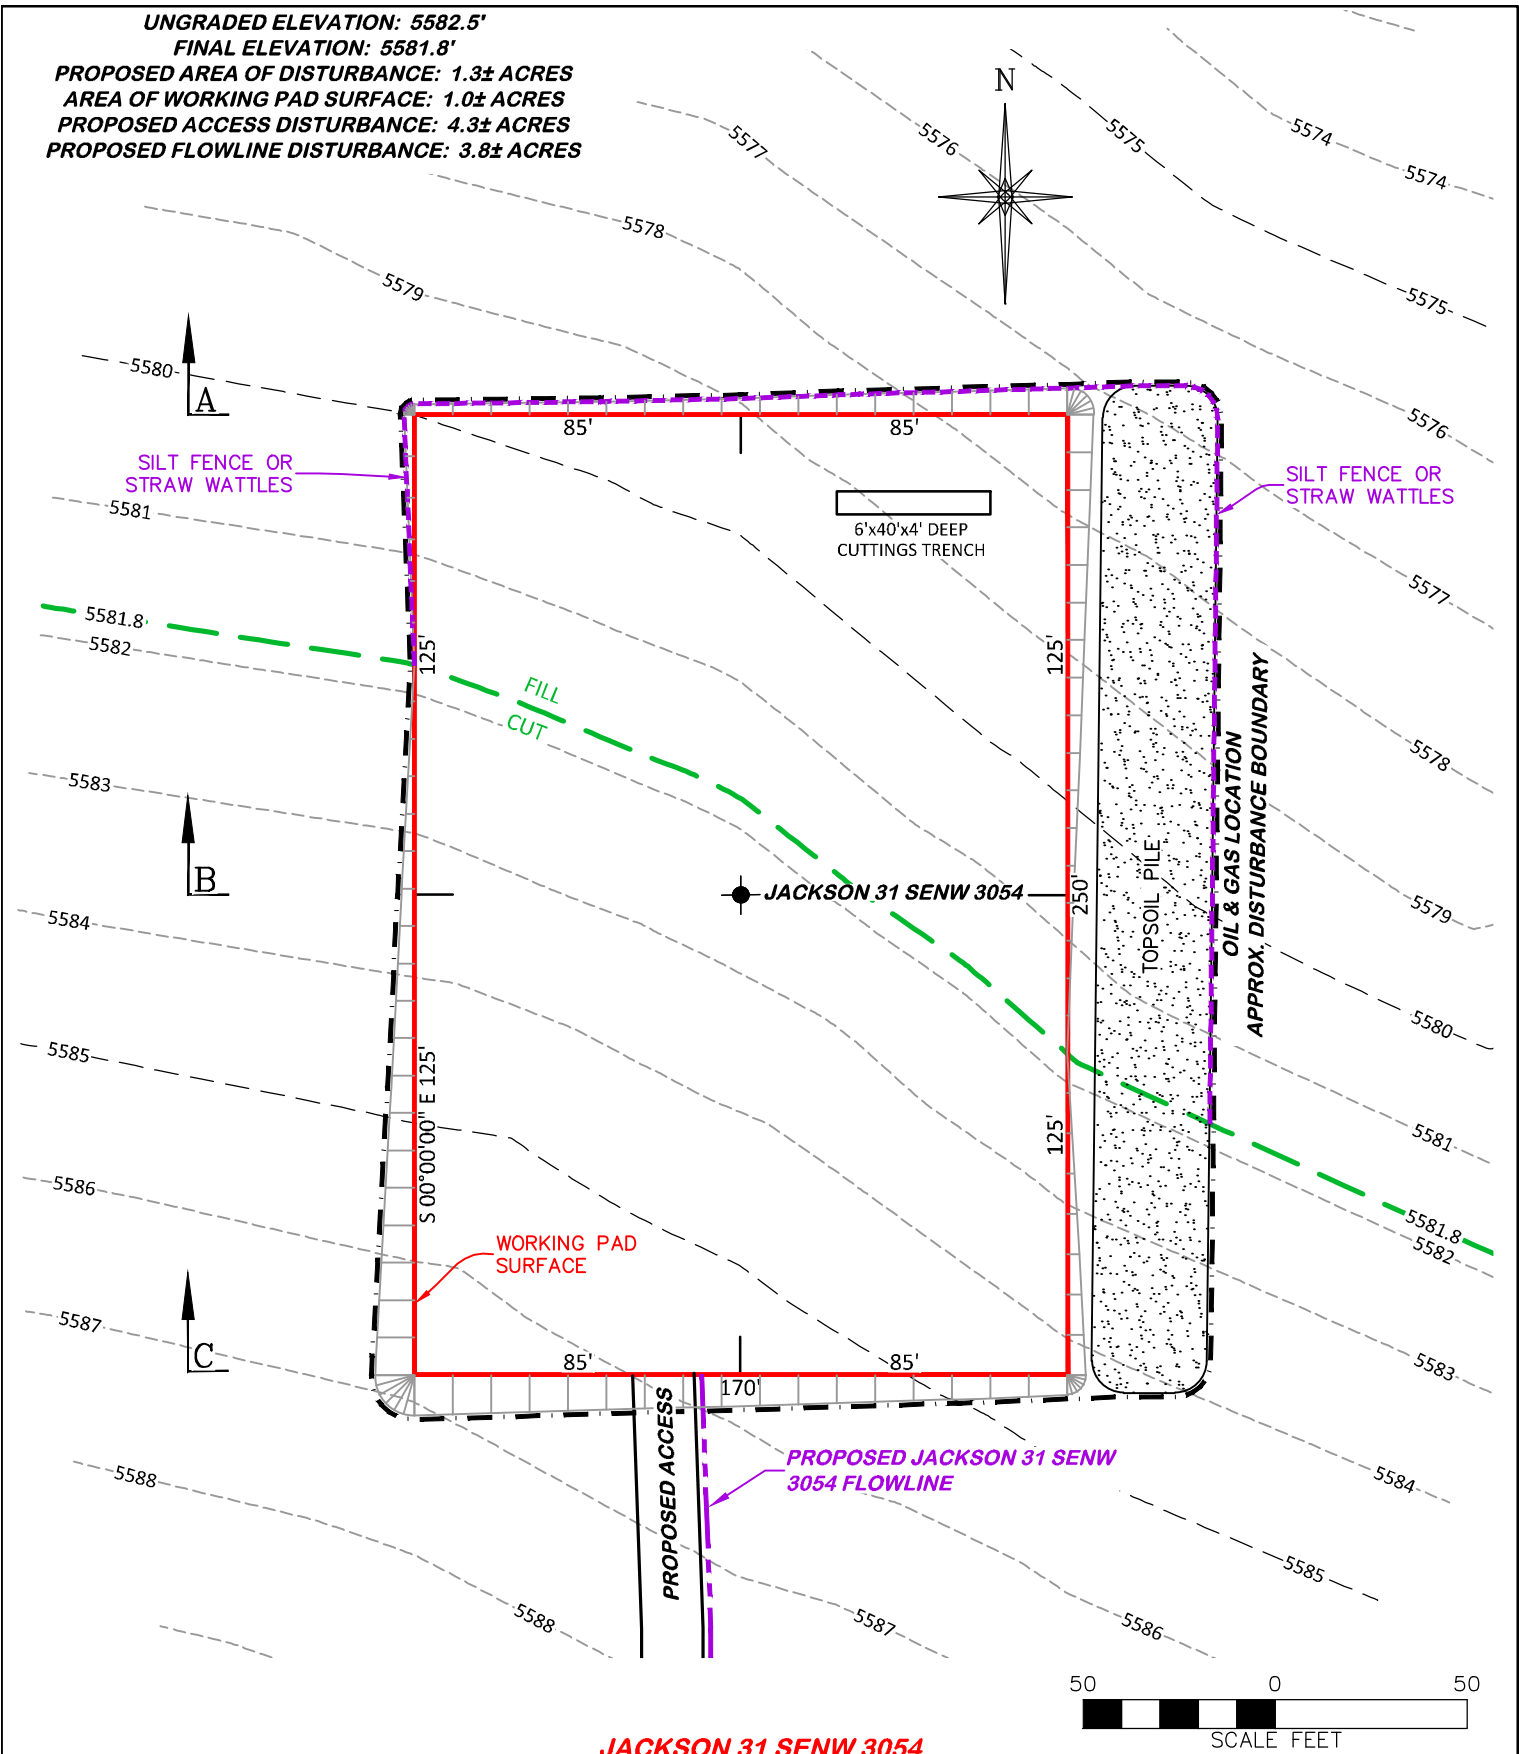 UNGRADED ELEVATION: 5582.5'
FINAL ELEVATION: 5581.8'
PROPOSED AREA OF DISTURBANCE: 1.3± ACRES
AREA OF WORKING PAD SURFACE: 1.0± ACRES
PROPOSED ACCESS DISTURBANCE: 4.3± ACRES
PROPOSED FLOWLINE DISTURBANCE: 3.8± ACRES
N
5577
5576
5575
5574
5574
5578
5579
5575
5580
A
85'
85'
5576
SILT FENCE OR
STRAW WATTLES
SILT FENCE OR
STRAW WATTLES
5581
6'x40'x4' DEEP
CUTTINGS TRENCH
5577
5581.8
5582
125'
125'
FILL
CUT
5578
5583
B
JACKSON 31 SENW 3054
250'
TOPSOIL PILE
OIL & GAS LOCATION
APPROX. DISTURBANCE BOUNDARY
5579
5584
5580
5585
S 00°00'00" E 125'
125'
5581
5586
5581.8
5582
WORKING PAD
SURFACE
5587
C
85'
85'
170'
5583
PROPOSED ACCESS
PROPOSED JACKSON 31 SENW
3054 FLOWLINE
5588
5584
5585
5588
5587
5586
50 0 50
SCALE FEET
JACKSON 31 SENW 3054